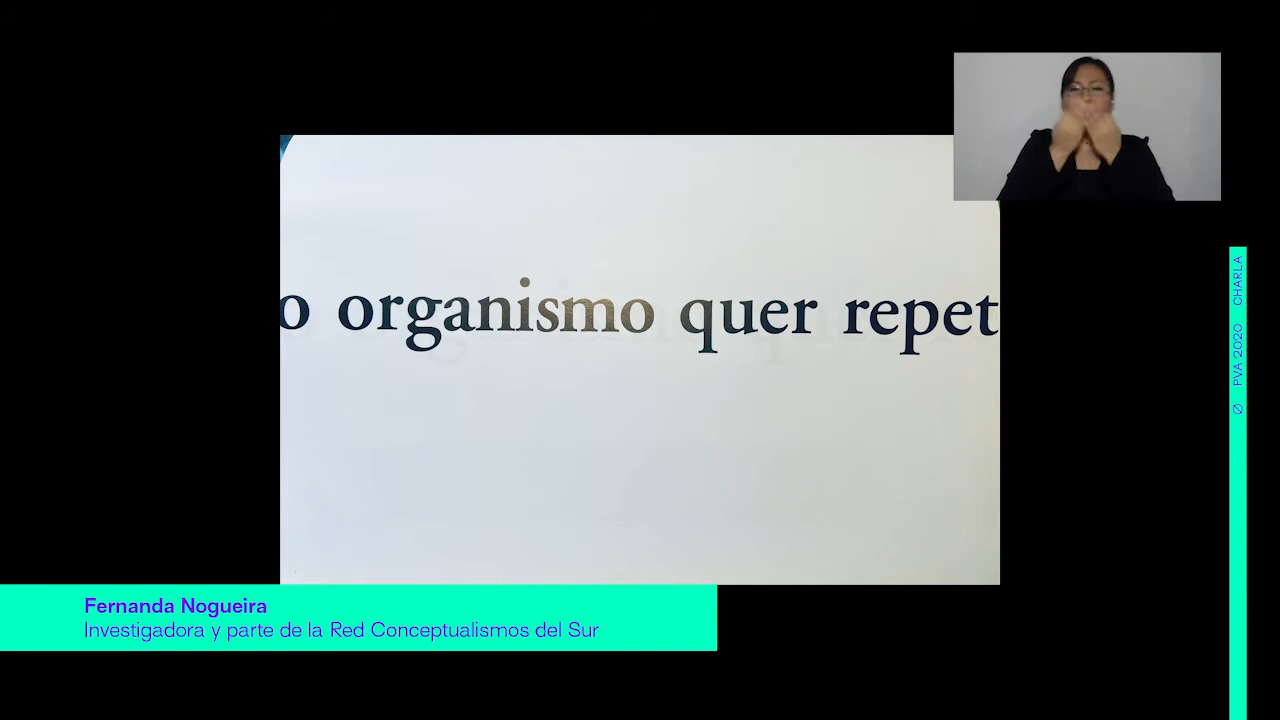 o organismo quer repet
Fernanda Nogueira
Investigadora y parte de la Red Conceptualismos del Sur
Ø PVA 2020 CHARLA